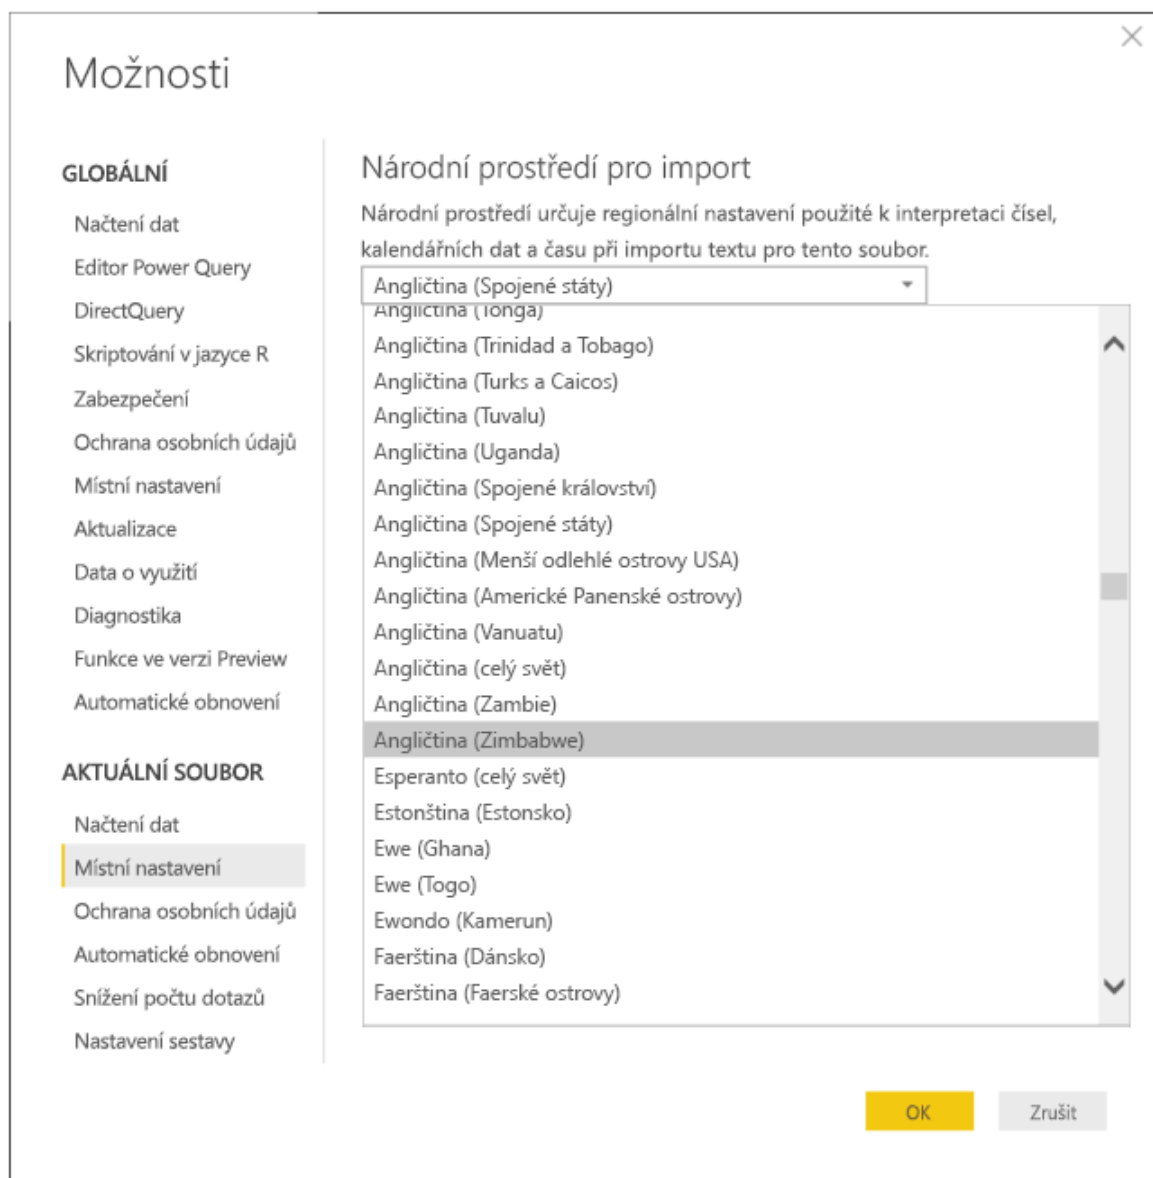 Možnosti
GLOBÁLNÍ
Načtení dat
Editor Power Query
DirectQuery
Skriptování v jazyce R
Zabezpečení
Ochrana osobních údajů
Místní nastavení
Aktualizace
Data o využití
Diagnostika
Funkce ve verzi Preview
Automatické obnovení
AKTUÁLNÍ SOUBOR
Načtení dat
Místní nastavení
Ochrana osobních údajů
Automatické obnovení
Snížení počtu dotazů
Nastavení sestavy
Národní prostředí pro import
Národní prostředí určuje regionální nastavení použité k interpretaci čísel,
kalendářních dat a času při importu textu pro tento soubor.
Angličtina (Spojené státy)
Angličtina (Tonga)
Angličtina (Trinidad a Tobago)
Angličtina (Turks a Caicos)
Angličtina (Tuvalu)
Angličtina (Uganda)
Angličtina (Spojené království)
Angličtina (Spojené státy)
Angličtina (Menší odlehlé ostrovy USA)
Angličtina (Americké Panenské ostrovy)
Angličtina (Vanuatu)
Angličtina (celý svět)
Angličtina (Zambie)
Angličtina (Zimbabwe)
Esperanto (celý svět)
Estonština (Estonsko)
Ewe (Ghana)
Ewe (Togo)
Ewondo (Kamerun)
Faerština (Dánsko)
Faerština (Faerské ostrovy)
OK
Zrušit